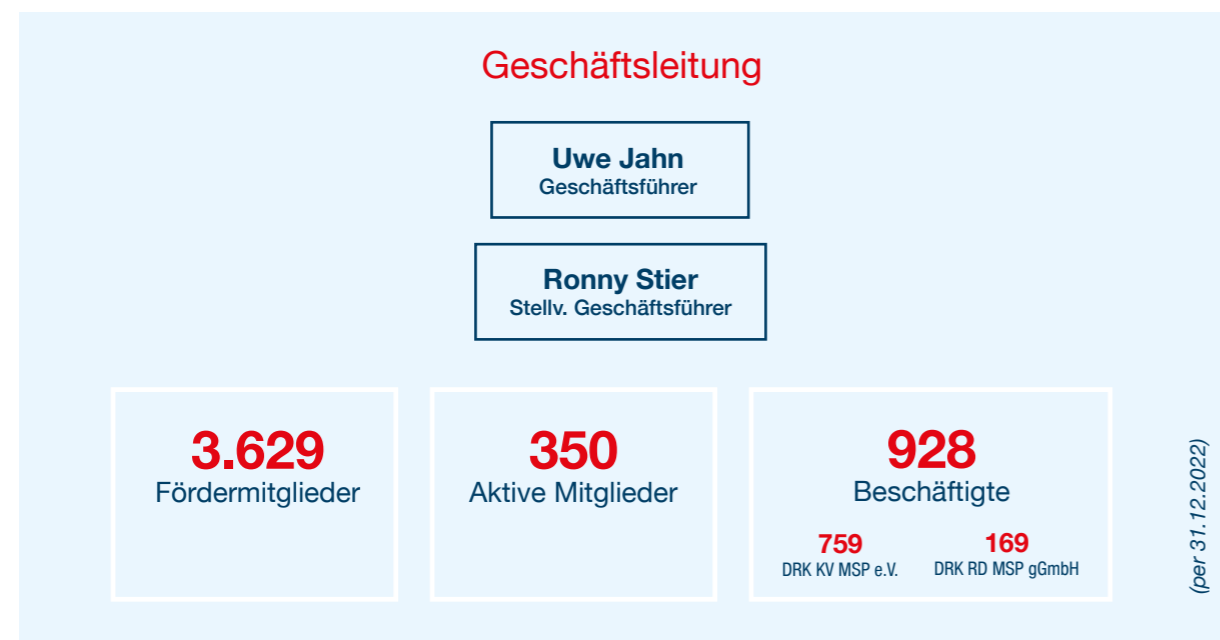 Geschäftsleitung
Uwe Jahn
Geschäftsführer
Ronny Stier
Stellv. Geschäftsführer
3.629
Fördermitglieder
350
Aktive Mitglieder
928
Beschäftigte
759
DRK KV MSP e.V.
169
DRK RD MSP gGmbH
(per 31.12.2022)